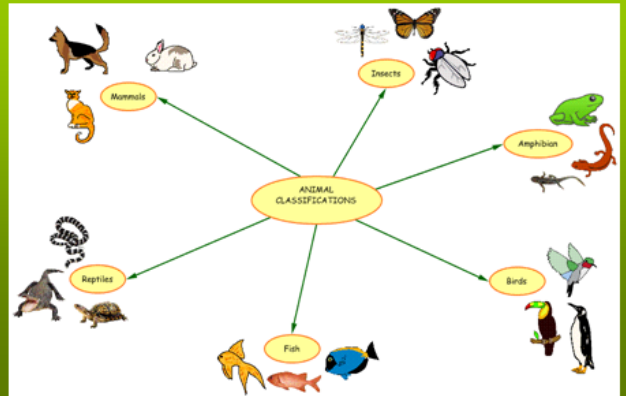 Insects
Mammals
Amphibian
ANIMAL
CLASSIFICATIONS
Reptiles
Birds
Fish